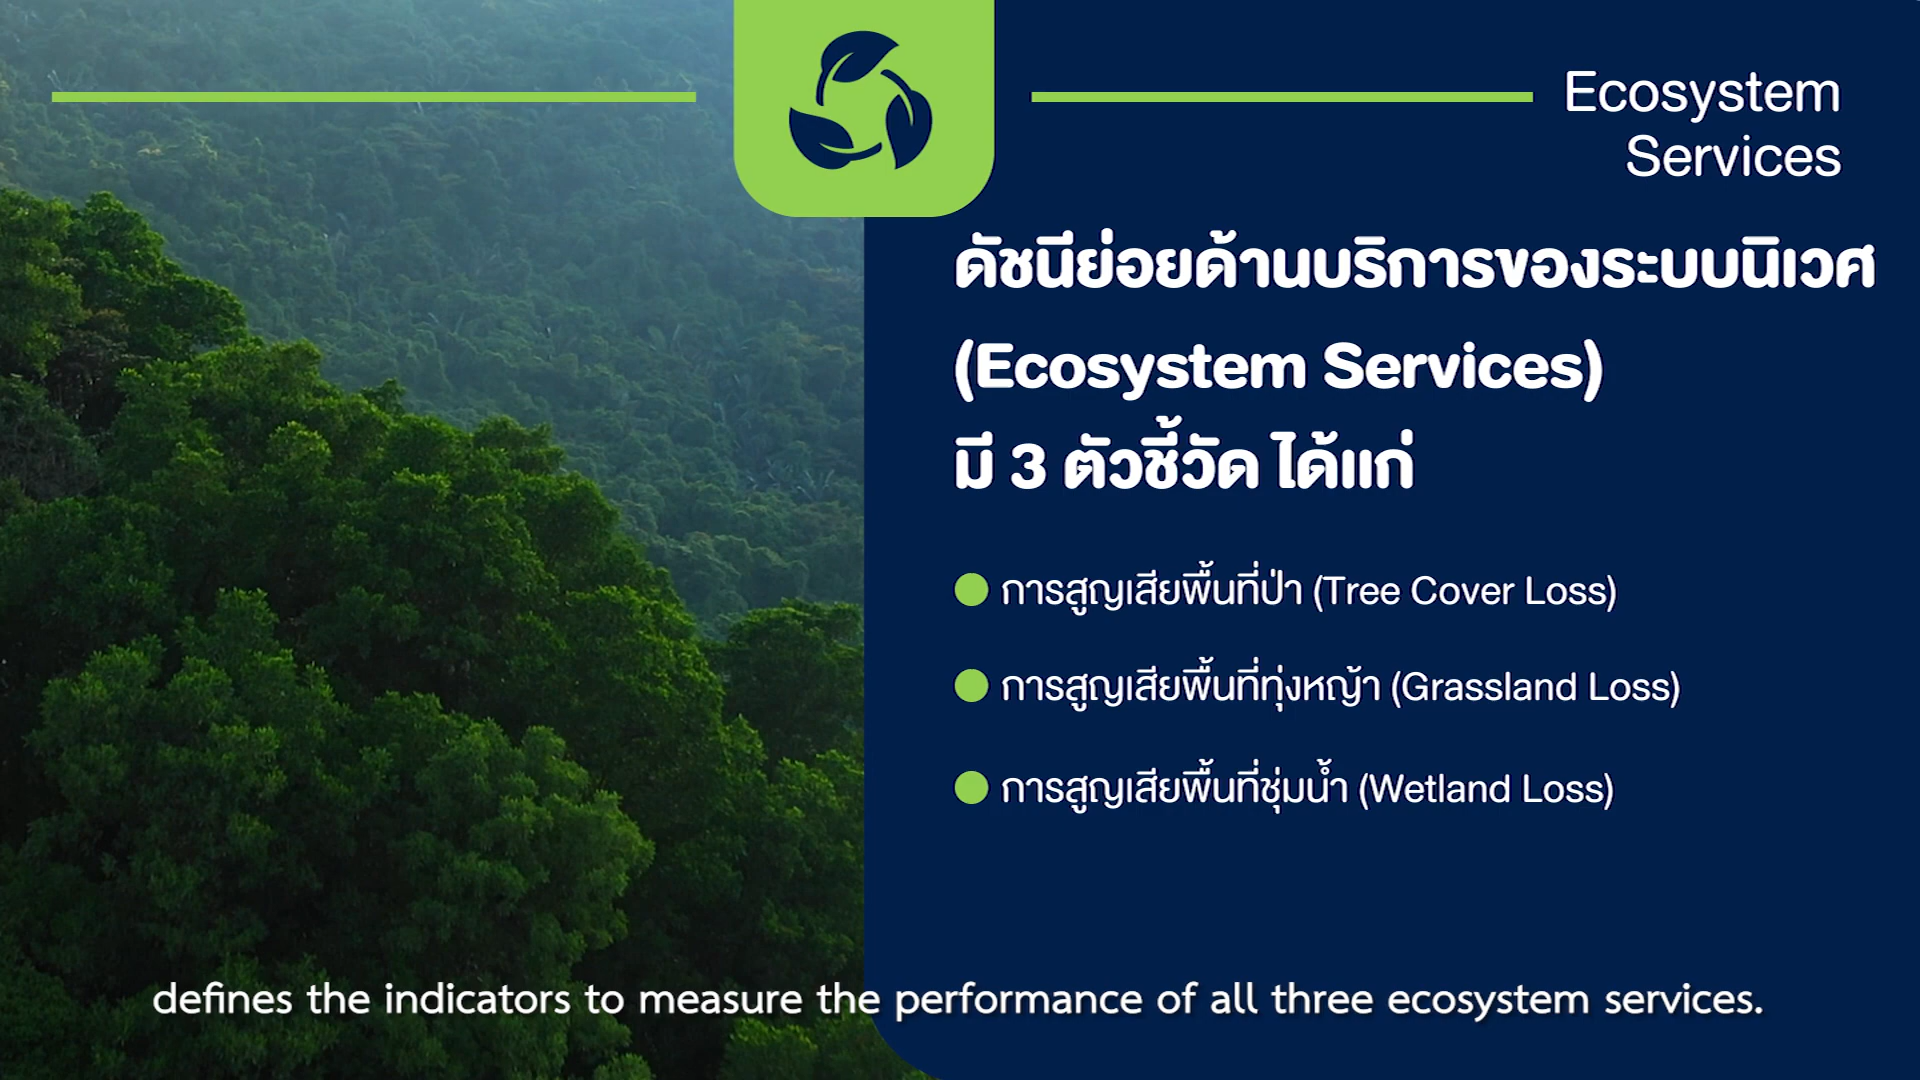 Ecosystem
Services
ดัชนีย่อยด้านบริการของระบบนิเวศ
(Ecosystem Services)
มี 3 ตัวชี้วัด ได้แก่
การสูญเสียพื้นที่ป่า (Tree Cover Loss)
การสูญเสียพื้นที่ทุ่งหญ้า (Grassland Loss)
การสูญเสียพื้นที่ชุ่มน้ำ (Wetland Loss)
defines the indicators to measure the performance of all three ecosystem services.